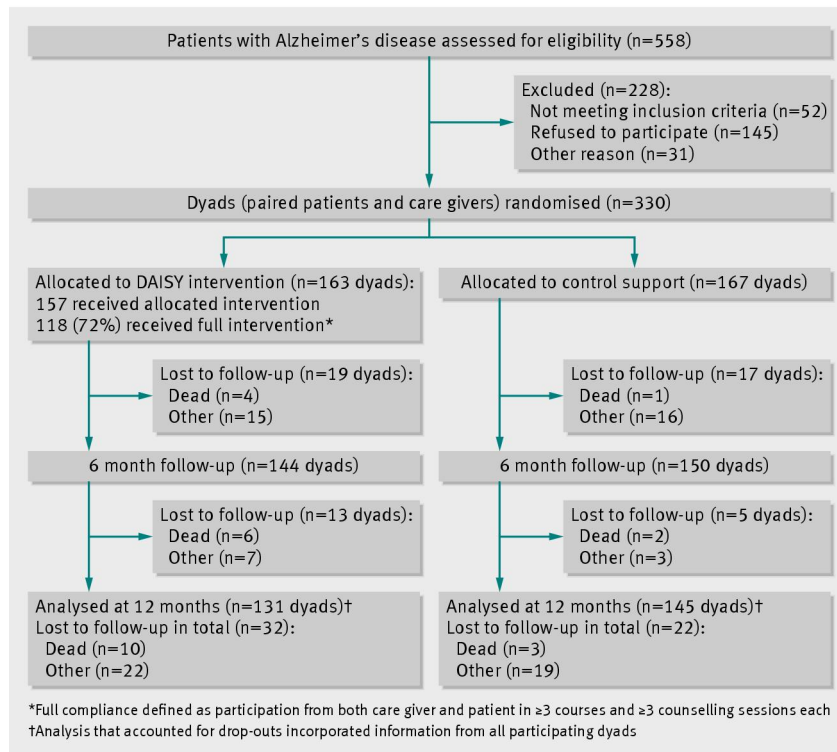 Patients with Alzheimer's disease assessed for eligibility (n=558)
Excluded (n=228):
Not meeting inclusion criteria (n=52)
Refused to participate (n=145)
Other reason (n=31)
Dyads (paired patients and care givers) randomised (n=330)
Allocated to DAISY intervention (n=163 dyads):
157 received allocated intervention
118 (72%) received full intervention*
Allocated to control support (n=167 dyads)
Lost to follow-up (n=19 dyads):
Dead (n=4)
Other (n=15)
Lost to follow-up (n=17 dyads):
Dead (n=1)
Other (n=16)
6 month follow-up (n=144 dyads)
6 month follow-up (n=150 dyads)
Lost to follow-up (n=13 dyads):
Dead (n=6)
Other (n=7)
Lost to follow-up (n=5 dyads):
Dead (n=2)
Other (n=3)
Analysed at 12 months (n=131 dyads)†
Lost to follow-up in total (n=32):
Dead (n=10)
Other (n=22)
Analysed at 12 months (n=145 dyads)†
Lost to follow-up in total (n=22):
Dead (n=3)
Other (n=19)
*Full compliance defined as participation from both care giver and patient in ≥3 courses and ≥3 counselling sessions each
†Analysis that accounted for drop-outs incorporated information from all participating dyads